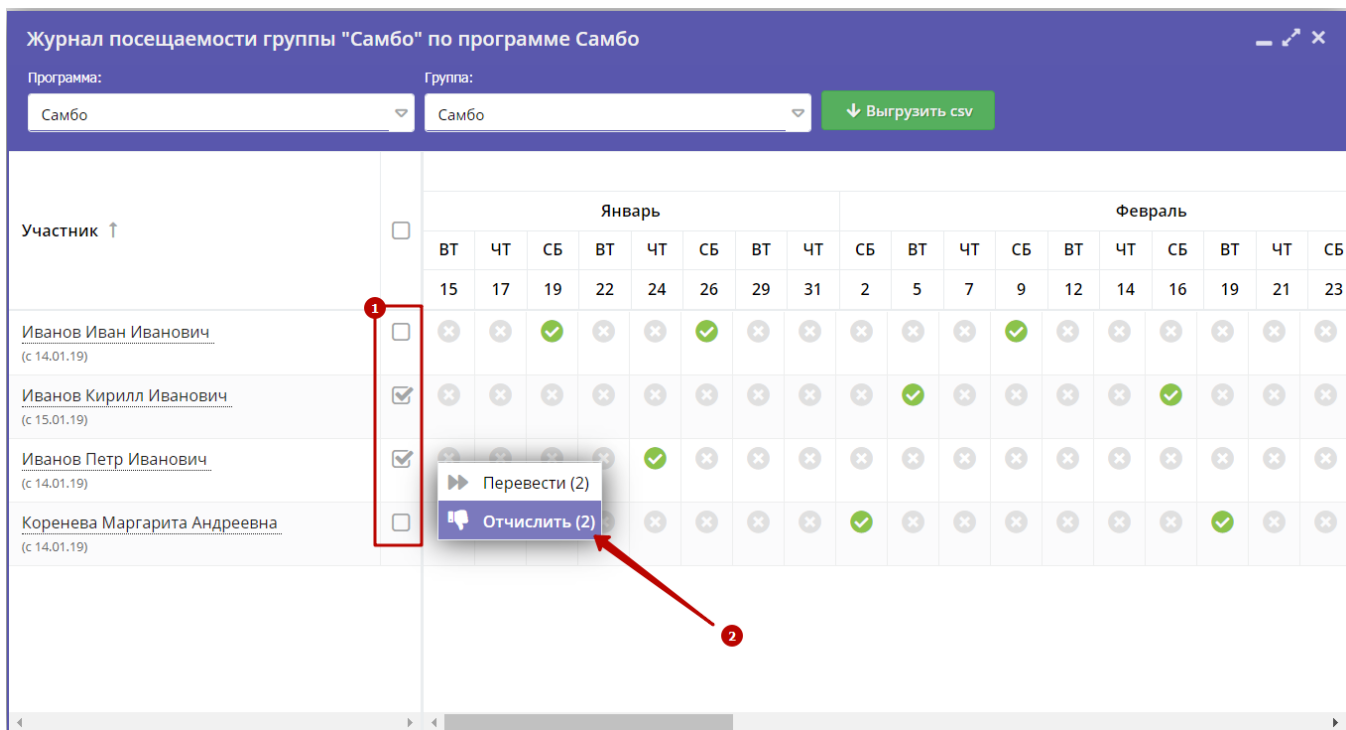 Журнал посещаемости группы "Самбо" по программе Самбо
Программа: Группа:
Самбо Самбо Выгрузить csv
Январь Февраль
Участник ↑
ВТ ЧТ СБ ВТ ЧТ СБ ВТ ЧТ СБ ВТ ЧТ СБ ВТ ЧТ СБ ВТ ЧТ СБ
15 17 19 22 24 26 29 31 2 5 7 9 12 14 16 19 21 23
1
Иванов Иван Иванович
(с 14.01.19)
Иванов Кирилл Иванович
(с 15.01.19)
Иванов Петр Иванович
(с 14.01.19)
Перевести (2)
Коренева Маргарита Андреевна
(с 14.01.19)
Отчислить (2)
2